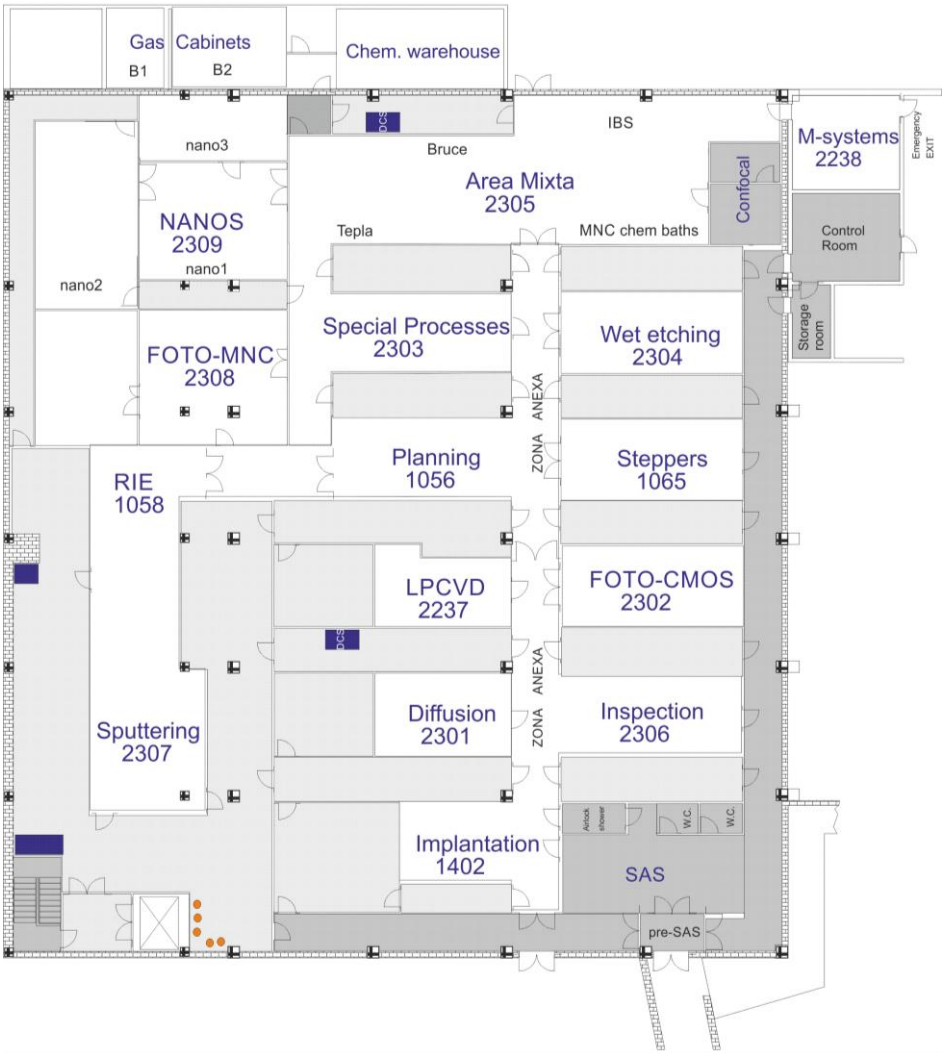 Gas Cabinets
B1
B2
Chem. warehouse
DCS
IBS
M-systems
2238
Emergency
EXIT
nano3
Bruce
Area Mixta
2305
Confocal
NANOS
2309
nano1
Tepla
MNC chem baths
Control
Room
nano2
Special Processes
2303
Wet etching
2304
Storage
room
FOTO-MNC
2308
ZONA ANEXA
RIE
1058
Planning
1056
Steppers
1065
LPCVD
2237
FOTO-CMOS
2302
DCS
ZONA ANEXA
Sputtering
2307
Diffusion
2301
Inspection
2306
Airlock
shower
W.C.
W.C.
Implantation
1402
SAS
pre-SAS